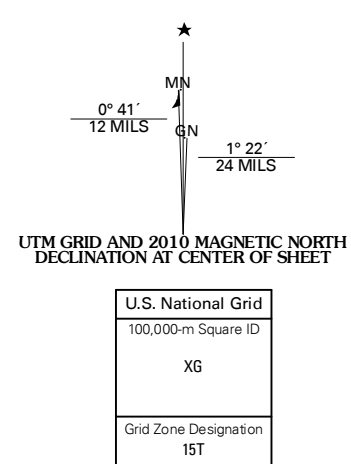 MN
0° 41´
12 MILS
GN
1° 22´
24 MILS
UTM GRID AND 2010 MAGNETIC NORTH
DECLINATION AT CENTER OF SHEET
U.S. National Grid
100,000-m Square ID
XG
Grid Zone Designation
15T